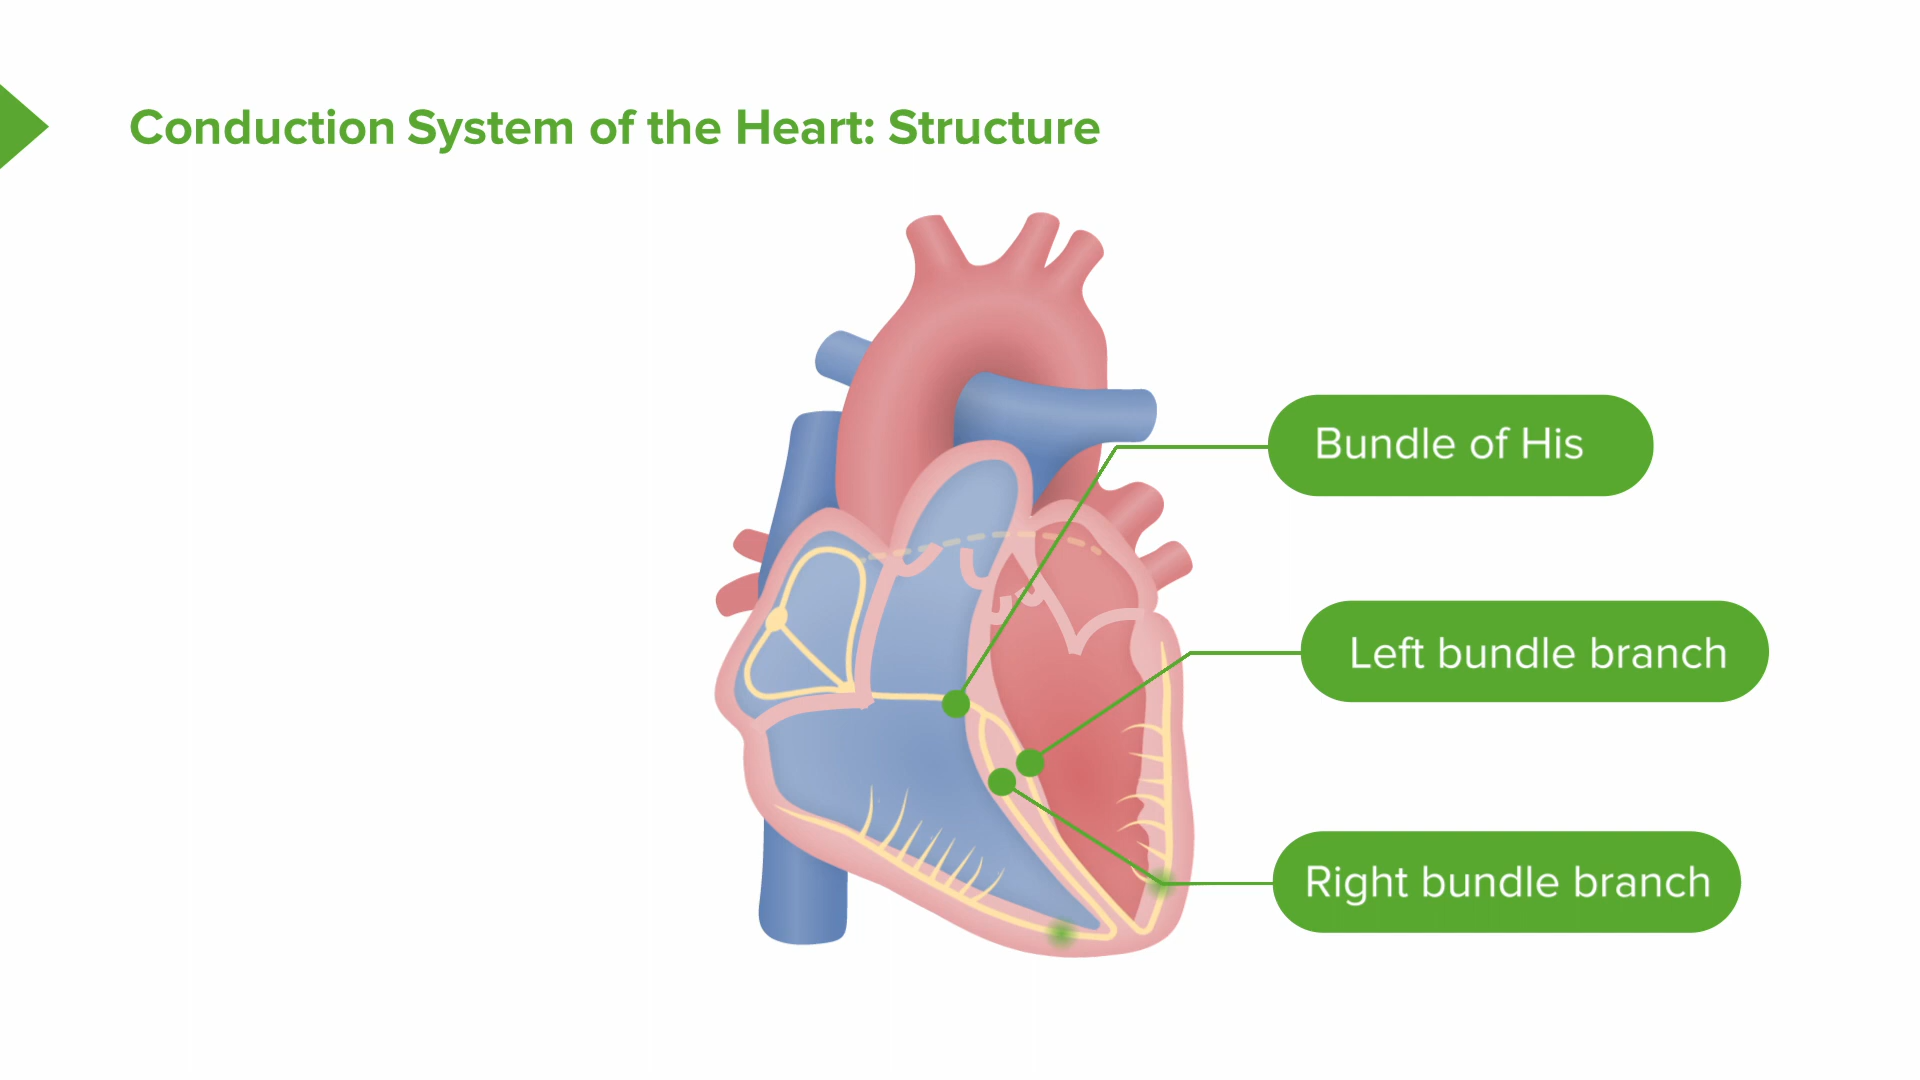 Conduction System of the Heart: Structure
Bundle of His
Left bundle branch
Right bundle branch